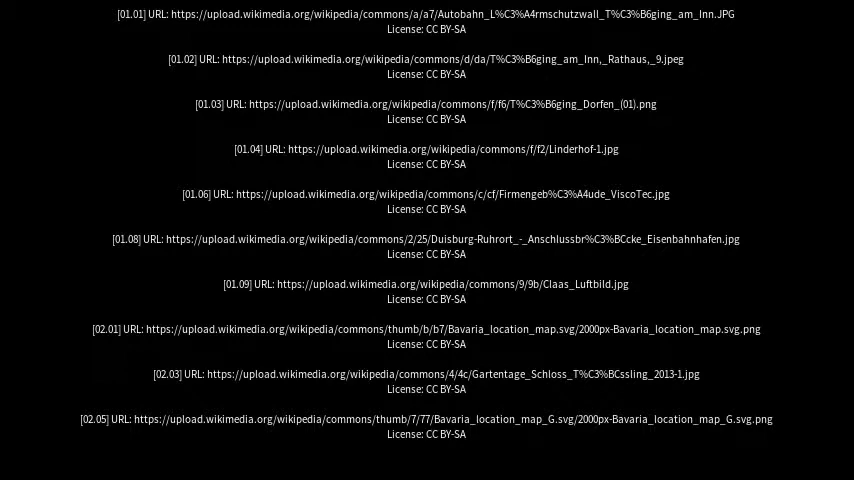 [01.01] URL: https://upload.wikimedia.org/wikipedia/commons/a/a7/Autobahn_L%C3%A4rmschutzwall_T%C3%B6ging_am_Inn.JPG
License: CC BY-SA
[01.02] URL: https://upload.wikimedia.org/wikipedia/commons/d/da/T%C3%B6ging_am_Inn,_Rathaus,_9.jpeg
License: CC BY-SA
[01.03] URL: https://upload.wikimedia.org/wikipedia/commons/f/f6/T%C3%B6ging_Dorfen_(01).png
License: CC BY-SA
[01.04] URL: https://upload.wikimedia.org/wikipedia/commons/f/f2/Linderhof-1.jpg
License: CC BY-SA
[01.06] URL: https://upload.wikimedia.org/wikipedia/commons/c/cf/Firmengeb%C3%A4ude_ViscoTec.jpg
License: CC BY-SA
[01.08] URL: https://upload.wikimedia.org/wikipedia/commons/2/25/Duisburg-Ruhrort_-_Anschlussbr%C3%BCcke_Eisenbahnhafen.jpg
License: CC BY-SA
[01.09] URL: https://upload.wikimedia.org/wikipedia/commons/9/9b/Claas_Luftbild.jpg
License: CC BY-SA
[02.01] URL: https://upload.wikimedia.org/wikipedia/commons/thumb/b/b7/Bavaria_location_map.svg/2000px-Bavaria_location_map.svg.png
License: CC BY-SA
[02.03] URL: https://upload.wikimedia.org/wikipedia/commons/4/4c/Gartentage_Schloss_T%C3%BCssling_2013-1.jpg
License: CC BY-SA
[02.05] URL: https://upload.wikimedia.org/wikipedia/commons/thumb/7/77/Bavaria_location_map_G.svg/2000px-Bavaria_location_map_G.svg.png
License: CC BY-SA